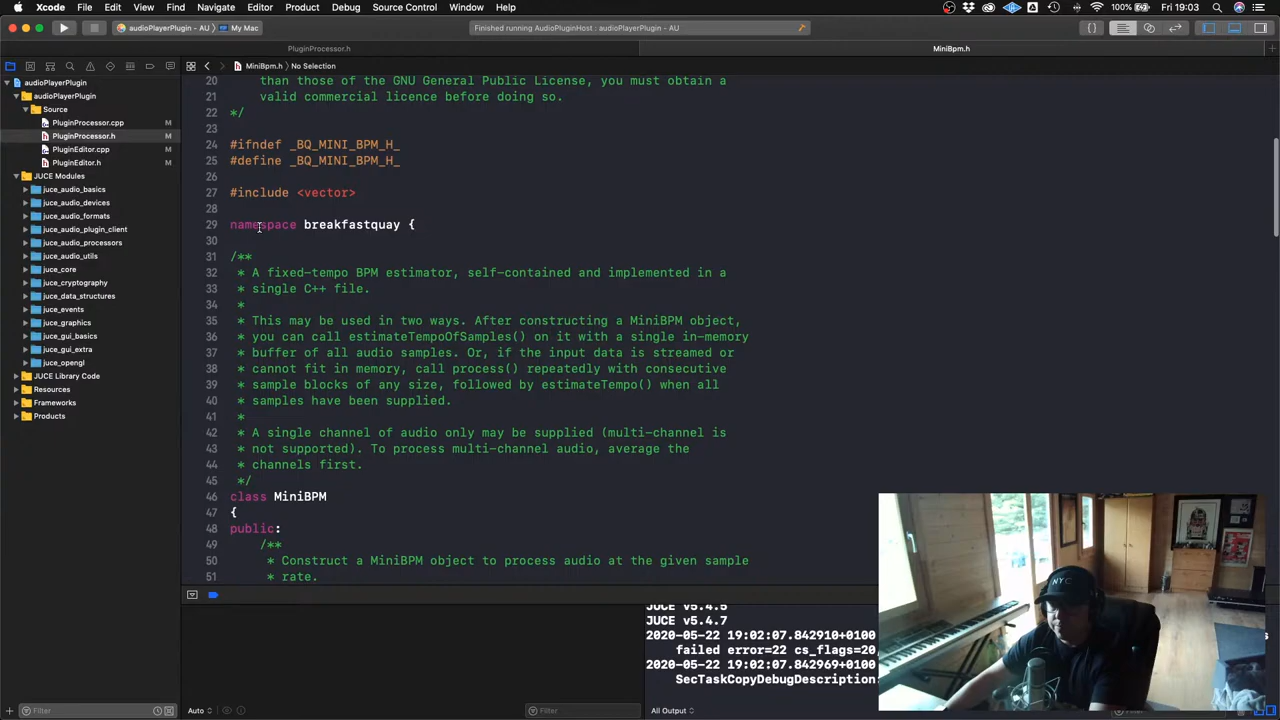 Xcode File Edit View Find Navigate Editor Product Debug Source Control Window Help 100% Fri 19:03
audioPlayerPlugin – AU My Mac Finished running AudioPluginHost : audioPlayerPlugin – AU
PluginProcessor.h MiniBpm.h
audioPlayerPlugin
MiniBpm.h No Selection
audioPlayerPlugin
Source
PluginProcessor.cpp M
PluginProcessor.h M
PluginEditor.cpp M
PluginEditor.h M
JUCE Modules
juce_audio_basics
juce_audio_devices
juce_audio_formats
juce_audio_plugin_client
juce_audio_processors
juce_audio_utils
juce_core
juce_cryptography
juce_data_structures
juce_events
juce_graphics
juce_gui_basics
juce_gui_extra
juce_opengl
JUCE Library Code
Resources
Frameworks
Products
20 than those of the GNU General Public License, you must obtain a
21 valid commercial licence before doing so.
22 */
23
24 #ifndef _BQ_MINI_BPM_H_
25 #define _BQ_MINI_BPM_H_
26
27 #include <vector>
28
29 namespace breakfastquay {
30
31 /**
32 * A fixed-tempo BPM estimator, self-contained and implemented in a
33 * single C++ file.
34 *
35 * This may be used in two ways. After constructing a MiniBPM object,
36 * you can call estimateTempoOfSamples() on it with a single in-memory
37 * buffer of all audio samples. Or, if the input data is streamed or
38 * cannot fit in memory, call process() repeatedly with consecutive
39 * sample blocks of any size, followed by estimateTempo() when all
40 * samples have been supplied.
41 *
42 * A single channel of audio only may be supplied (multi-channel is
43 * not supported). To process multi-channel audio, average the
44 * channels first.
45 */
46 class MiniBPM
47 {
48 public:
49 /**
50 * Construct a MiniBPM object to process audio at the given sample
51 * rate.
JUCE v5.4.5
JUCE v5.4.7
2020-05-22 19:02:07.842910+0100
failed error=22 cs_flags=20,
2020-05-22 19:02:07.842969+0100
SecTaskCopyDebugDescription
NYC
Filter Auto Filter All Output